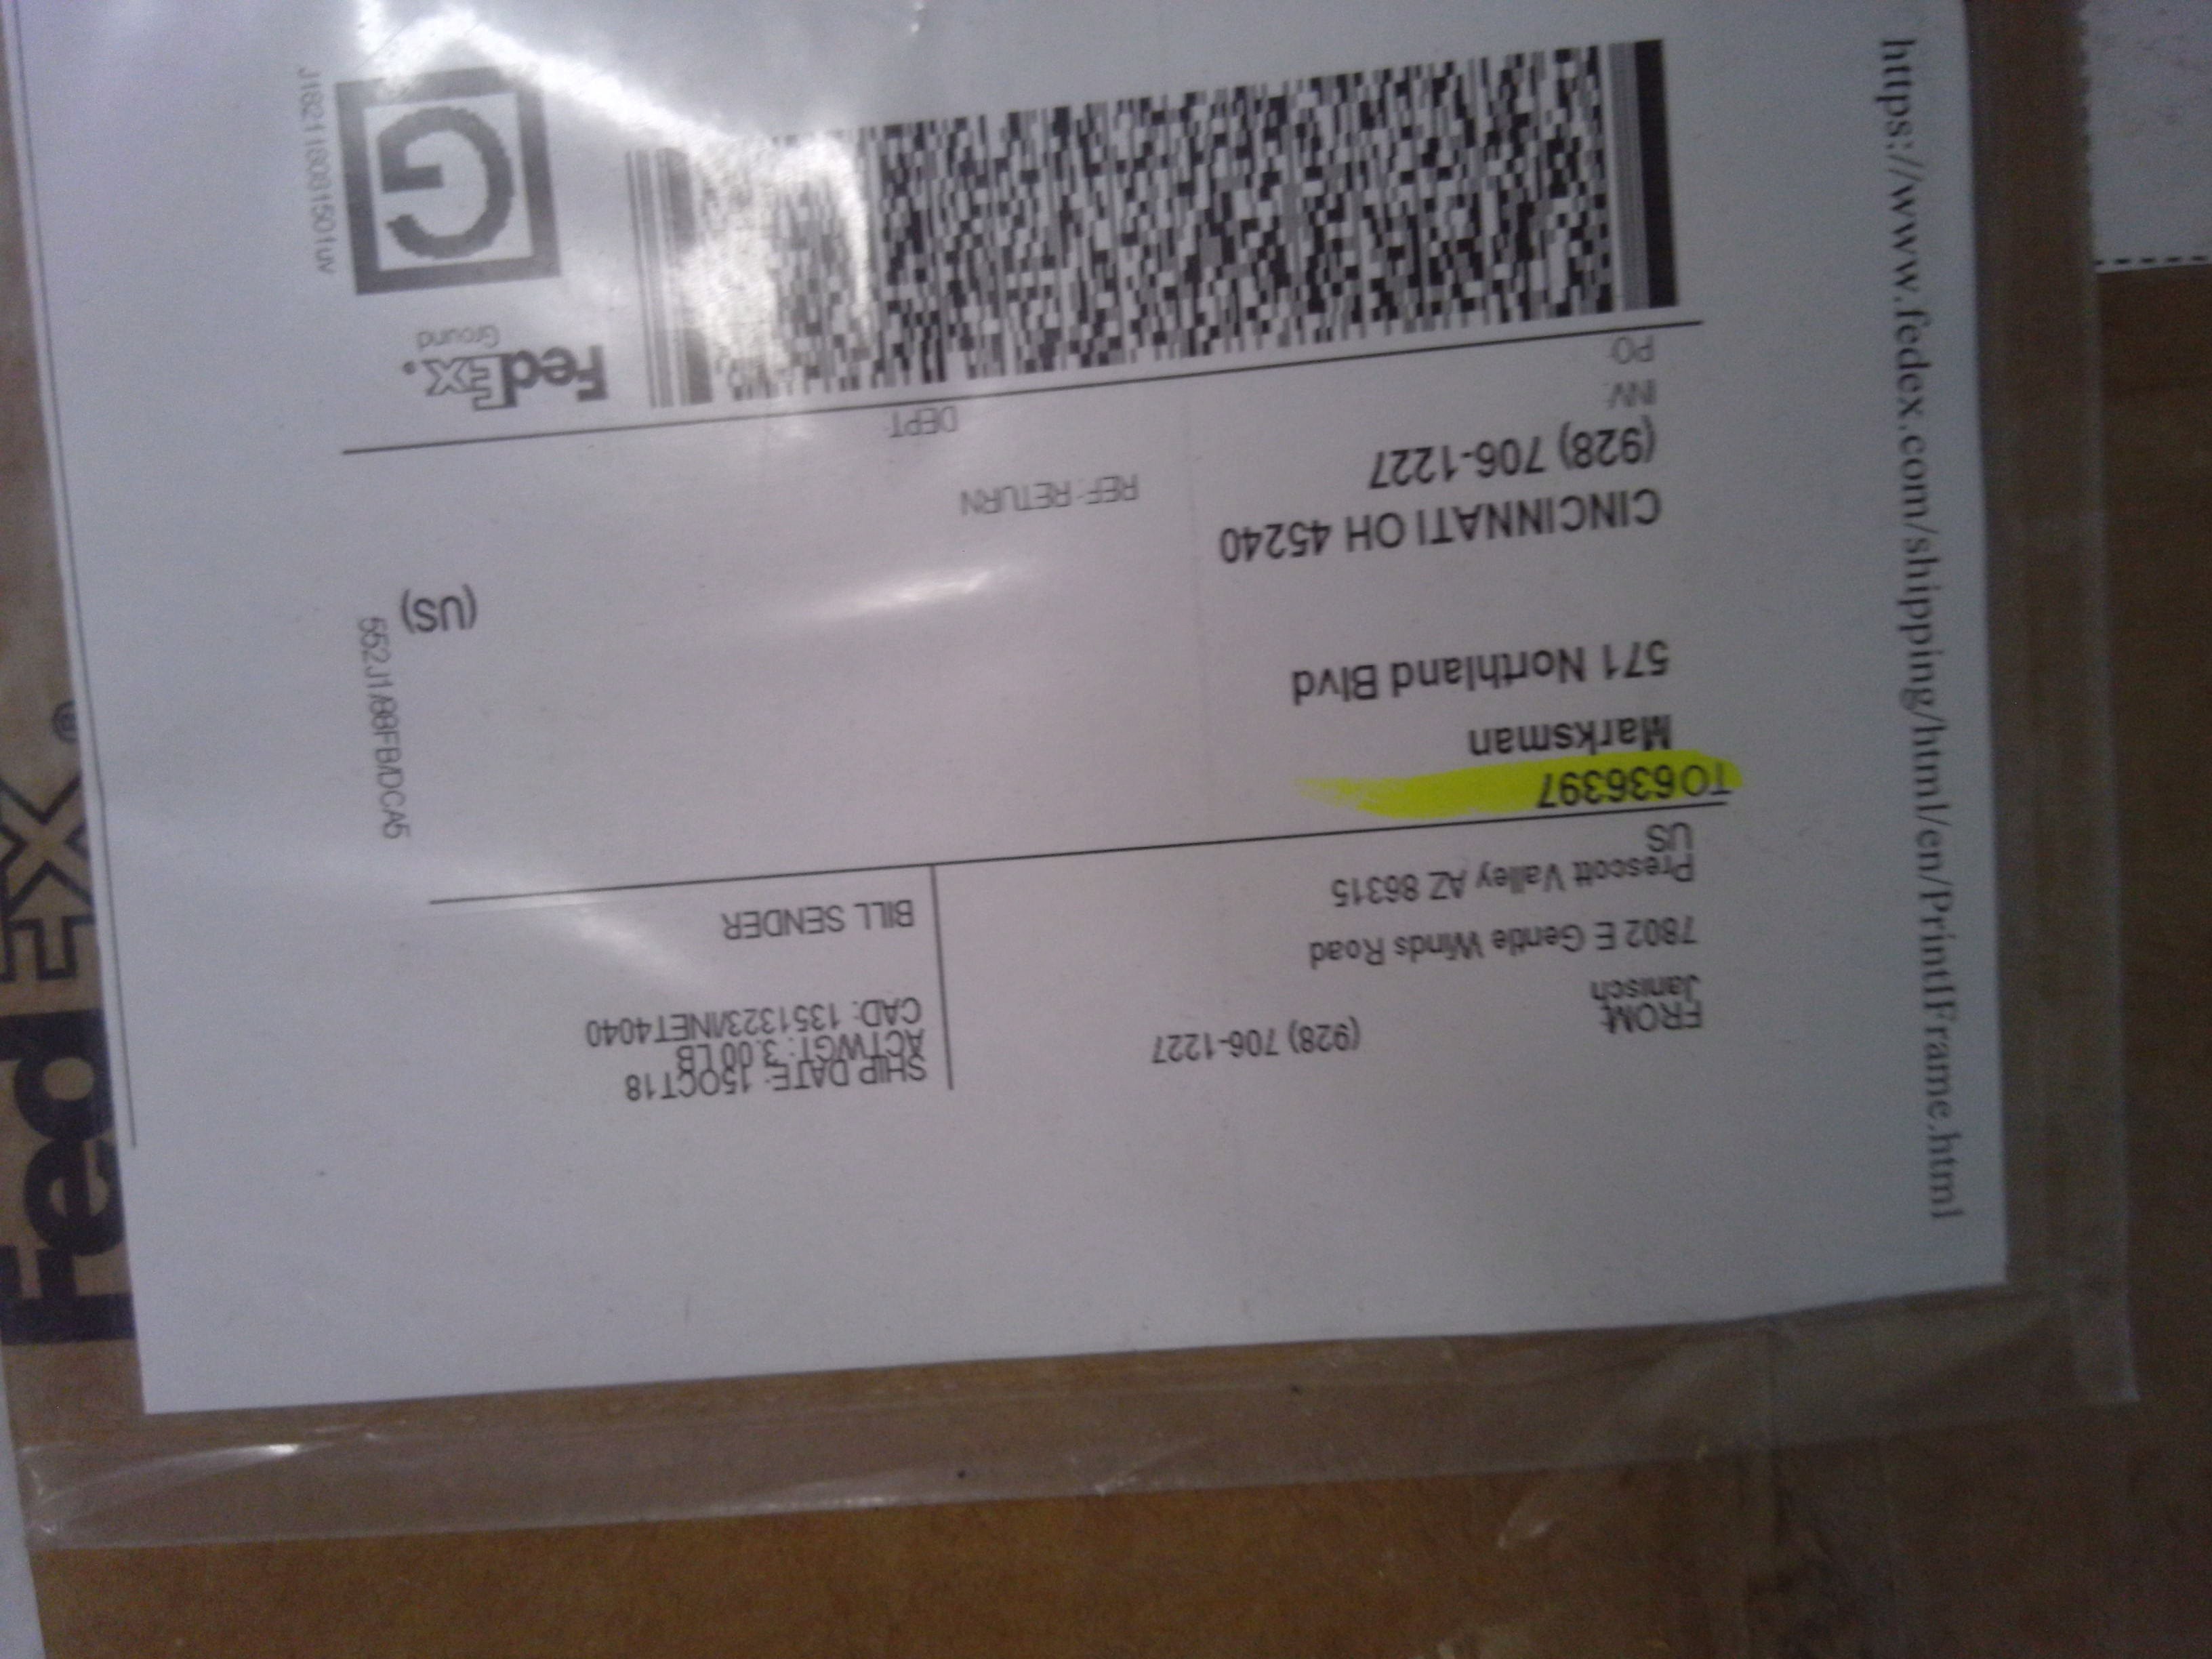 https://www.fedex.com/shipping/html/en/PrintIFrame.html
FROM: (928) 706-1227
Janisch
7802 E Gentle Winds Road
Prescott Valley AZ 86315
US
SHIP DATE: 15OCT18
ACTWGT: 3.00 LB
CAD: 1351323/INET4040
BILL SENDER
TO 636397
Marksman
571 Northland Blvd
CINCINNATI OH 45240
(928) 706-1227
REF: RETURN
INV:
PO:
DEPT:
(US)
552J1/88FB/DCA5
FedEx.
Ground
G
J182118081501uv
FedEx®